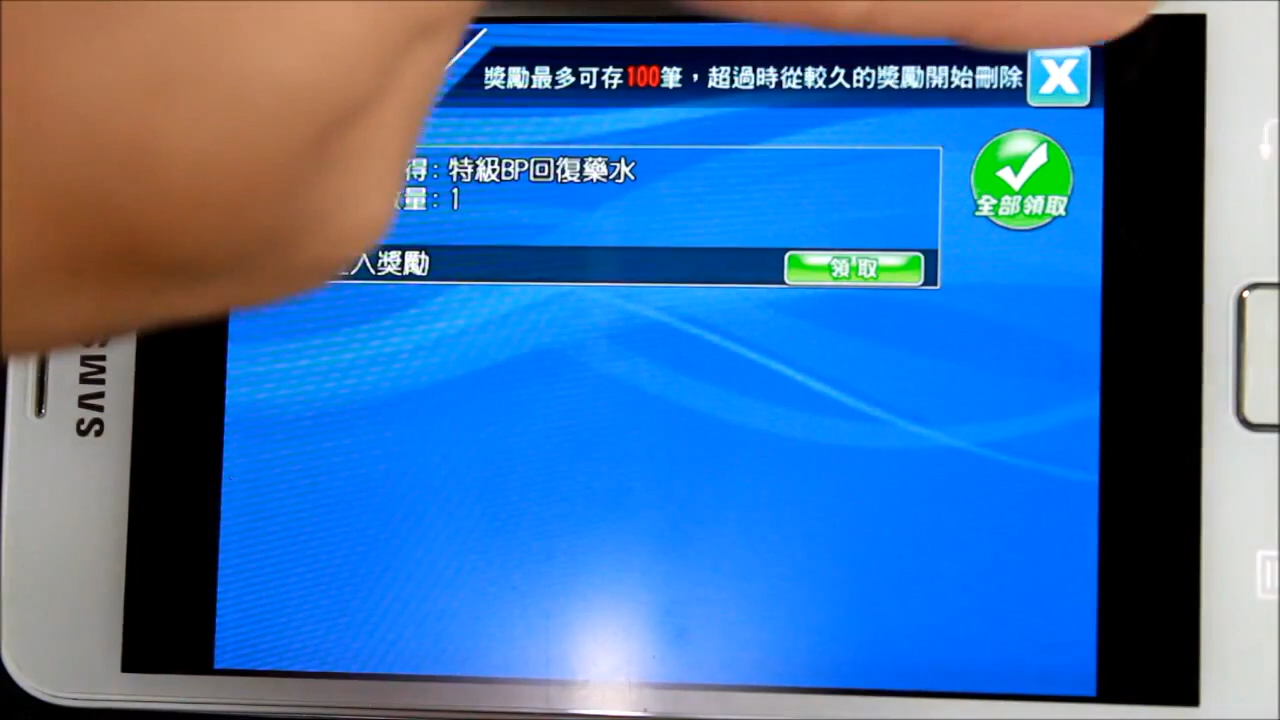 獎勵最多可存100筆，超過時從較久的獎勵開始刪除
X
得：特級BP回復藥水
量：1
全部領取
入獎勵
領取
SAMS